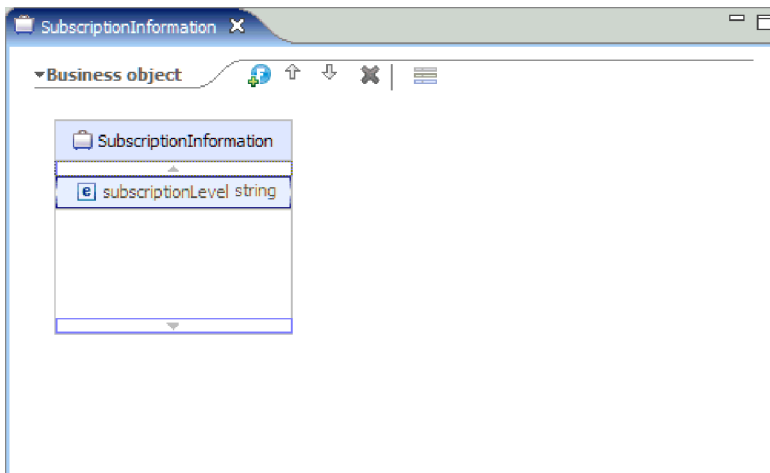 SubscriptionInformation
Business object
SubscriptionInformation
e subscriptionLevel string